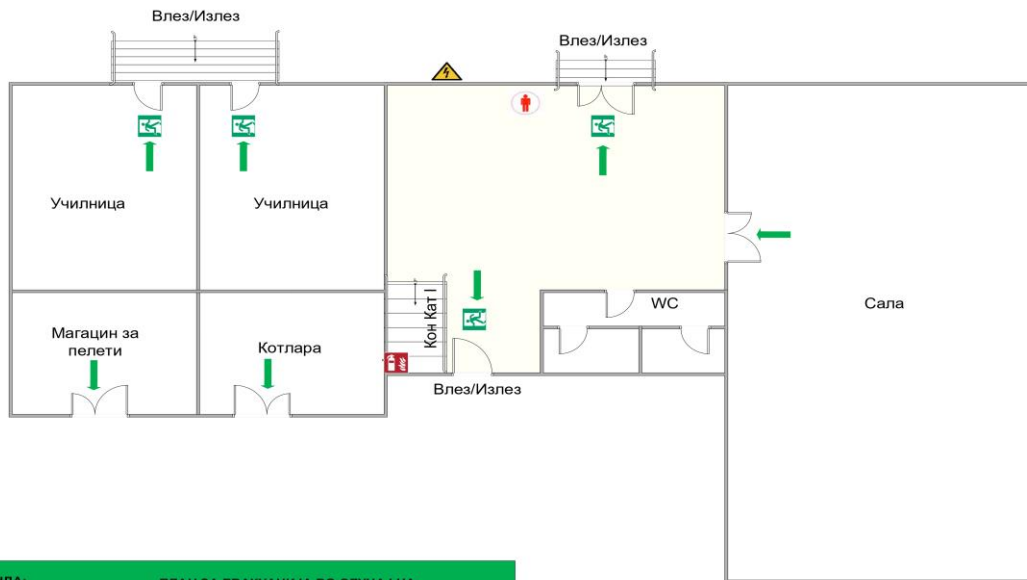 Влез/Излез
Влез/Излез
Училница
Училница
Кон Кат I
WC
Сала
Магацин за
пелети
Котлара
Влез/Излез